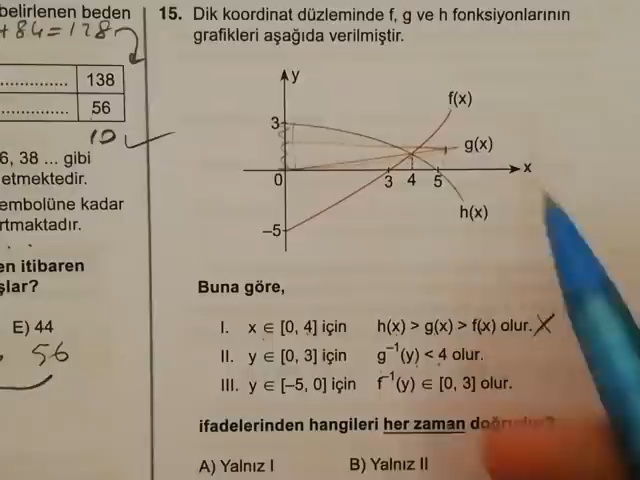 belirlenen beden
+84=128
138
56
10
6, 38 ... gibi
etmektedir.
embolüne kadar
rtmaktadır.
en itibaren
şlar?
E) 44
56
15. Dik koordinat düzleminde f, g ve h fonksiyonlarının
grafikleri aşağıda verilmiştir.
y
f(x)
3
g(x)
x
0
3 4 5
h(x)
–5
Buna göre,
I. x ∈ [0, 4] için h(x) > g(x) > f(x) olur. X
II. y ∈ [0, 3] için g⁻¹(y) < 4 olur.
III. y ∈ [–5, 0] için f⁻¹(y) ∈ [0, 3] olur.
ifadelerinden hangileri her zaman doğrudur?
A) Yalnız I B) Yalnız II